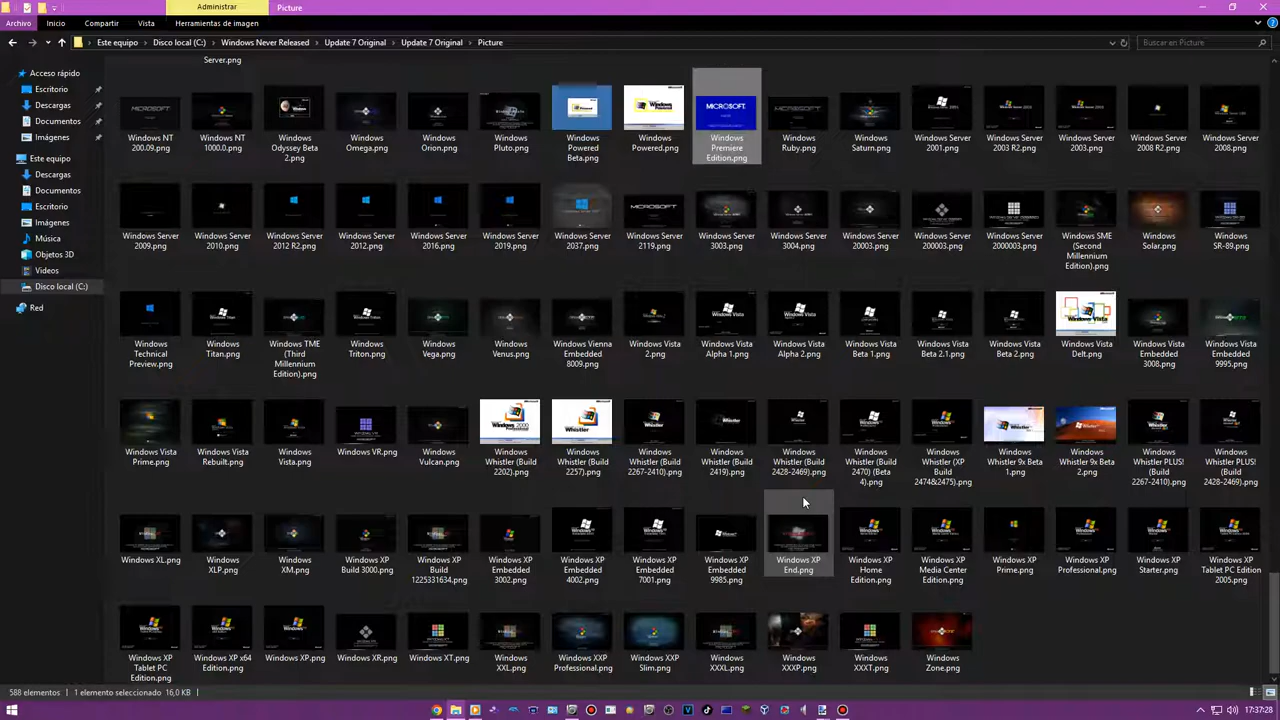 Administrar
Picture
Archivo
Inicio
Compartir
Vista
Herramientas de imagen
Este equipo
Disco local (C:)
Windows Never Released
Update 7 Original
Update 7 Original
Picture
Buscar en Picture
Acceso rápido
Escritorio
Descargas
Documentos
Imágenes
Este equipo
Descargas
Documentos
Escritorio
Imágenes
Música
Objetos 3D
Videos
Disco local (C:)
Red
Server.png
Windows NT
200.09.png
Windows NT
1000.0.png
Windows
Odyssey Beta
2.png
Windows
Omega.png
Windows
Orion.png
Windows
Pluto.png
Windows
Powered
Beta.png
Windows
Powered.png
MICROSOFT
Windows
Premiere
Edition.png
Windows
Ruby.png
Windows
Saturn.png
Windows Server
2001.png
Windows Server
2003 R2.png
Windows Server
2003.png
Windows Server
2008 R2.png
Windows Server
2008.png
Windows Server
2009.png
Windows Server
2010.png
Windows Server
2012 R2.png
Windows Server
2012.png
Windows Server
2016.png
Windows Server
2019.png
Windows Server
2037.png
MICROSOFT
Windows Server
2119.png
Windows Server
3003.png
Windows Server
3004.png
Windows Server
20003.png
Windows Server
200003.png
Windows Server
2000003.png
Windows SME
(Second
Millennium
Edition).png
Windows
Solar.png
Windows
SR-89.png
Windows
Technical
Preview.png
Windows
Titan.png
Windows TME
(Third
Millennium
Edition).png
Windows
Triton.png
Windows
Vega.png
Windows
Venus.png
Windows
Vienna Embedded
8009.png
Windows Vista
2.png
Windows Vista
Alpha 1.png
Windows Vista
Alpha 2.png
Windows Vista
Beta 1.png
Windows Vista
Beta 2.1.png
Windows Vista
Beta 2.png
Windows Vista
Delt.png
Windows Vista
Embedded
3008.png
Windows Vista
Embedded
9995.png
Windows Vista
Prime.png
Windows Vista
Rebuilt.png
Windows
Vista.png
Windows VR.png
Windows
Vulcan.png
Windows
Whistler (Build
2202).png
Windows
Whistler (Build
2257).png
Windows
Whistler (Build
2267-2410).png
Windows
Whistler (Build
2419).png
Windows
Whistler (Build
2428-2469).png
Windows
Whistler (Build
2470) (Beta
4).png
Windows
Whistler (XP
Build
2474&2475).png
Windows
Whistler 9x Beta
1.png
Windows
Whistler 9x Beta
2.png
Windows
Whistler PLUS!
(Build
2267-2410).png
Windows
Whistler PLUS!
(Build
2428-2469).png
Windows XL.png
Windows
XLP.png
Windows
XM.png
Windows XP
Build 3000.png
Windows XP
Build
1225331634.png
Windows XP
Embedded
3002.png
Windows XP
Embedded
4002.png
Windows XP
Embedded
7001.png
Windows XP
Embedded
9985.png
Windows XP
End.png
Windows XP
Home
Edition.png
Windows XP
Media Center
Edition.png
Windows XP
Prime.png
Windows XP
Professional.png
Windows XP
Starter.png
Windows XP
Tablet PC Edition
2005.png
Windows XP
Tablet PC
Edition.png
Windows XP x64
Edition.png
Windows XP.png
Windows XR.png
Windows XT.png
Windows
XXL.png
Windows XXP
Professional.png
Windows XXP
Slim.png
Windows
XXXL.png
Windows
XXXP.png
Windows
XXXT.png
Windows
Zone.png
588 elementos
1 elemento seleccionado 16,0 KB
17:37:28